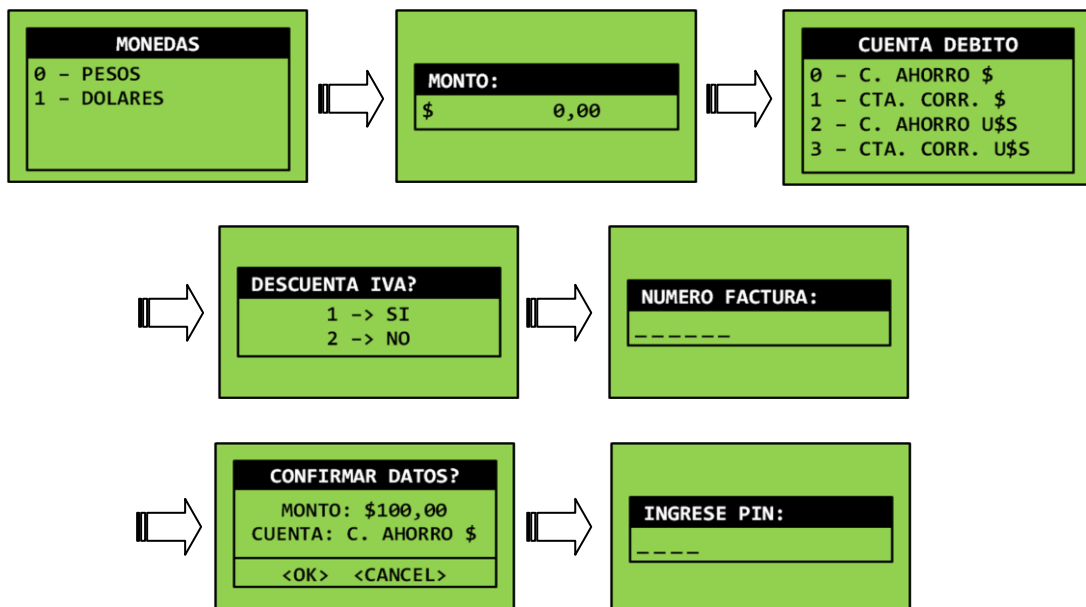 MONEDAS
0 – PESOS
1 – DOLARES
MONTO:
$ 0,00
CUENTA DEBITO
0 – C. AHORRO $
1 – CTA. CORR. $
2 – C. AHORRO U$S
3 – CTA. CORR. U$S
DESCUENTA IVA?
1 –> SI
2 –> NO
NUMERO FACTURA:
_ _ _ _ _ _
CONFIRMAR DATOS?
MONTO: $100,00
CUENTA: C. AHORRO $
<OK> <CANCEL>
INGRESE PIN:
_ _ _ _